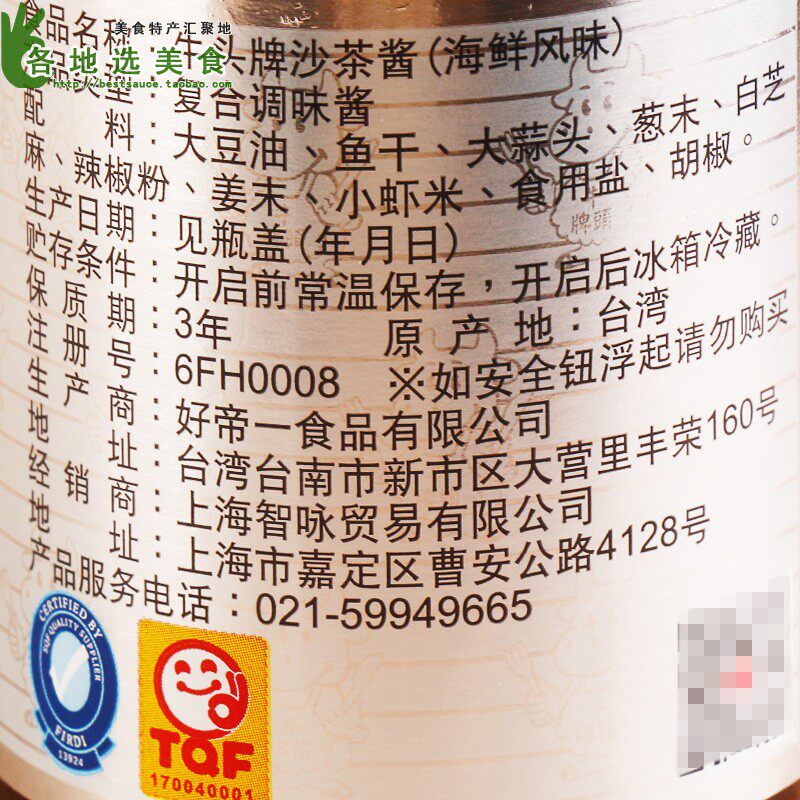 美食特产汇聚地
各地选美食
http://bestsauce.taobao.com
食品名称：牛头牌沙茶酱(海鲜风味)
食品类型：复合调味酱
配料：大豆油、鱼干、大蒜头、葱末、白芝
麻、辣椒粉、姜末、小虾米、食用盐、胡椒。
生产日期：见瓶盖(年月日)
贮存条件：开启前常温保存，开启后冰箱冷藏。
保质期：3年 原产地：台湾
注册号：6FH0008 ※如安全钮浮起请勿购买
生产商：好帝一食品有限公司
地址：台湾台南市新市区大营里丰荣160号
经销商：上海智咏贸易有限公司
地址：上海市嘉定区曹安公路4128号
产品服务电话：021-59949665
CERTIFIED BY
SQF QUALITY SUPPLIER
FIRDI
13924
TQF
170040001
牌頭